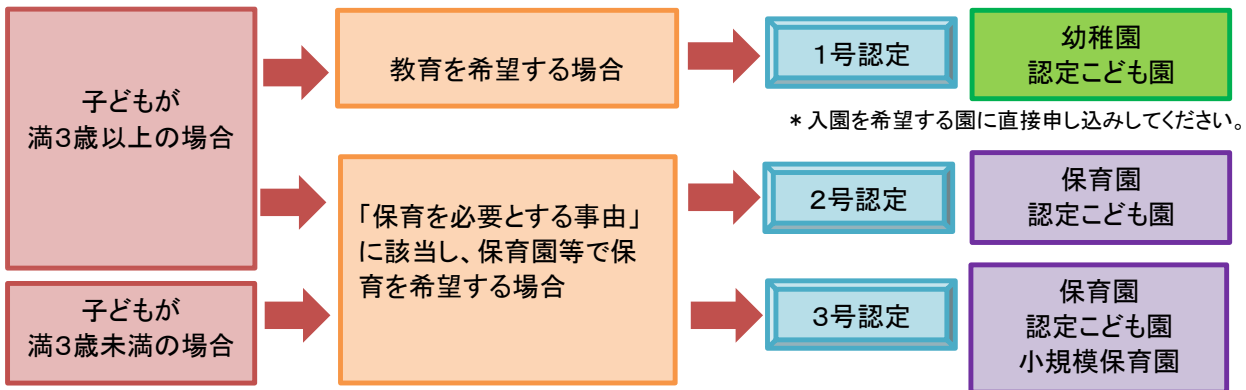 子どもが
満3歳以上の場合
教育を希望する場合
1号認定
幼稚園
認定こども園
＊入園を希望する園に直接申し込みしてください。
「保育を必要とする事由」
に該当し、保育園等で保
育を希望する場合
2号認定
保育園
認定こども園
子どもが
満3歳未満の場合
3号認定
保育園
認定こども園
小規模保育園